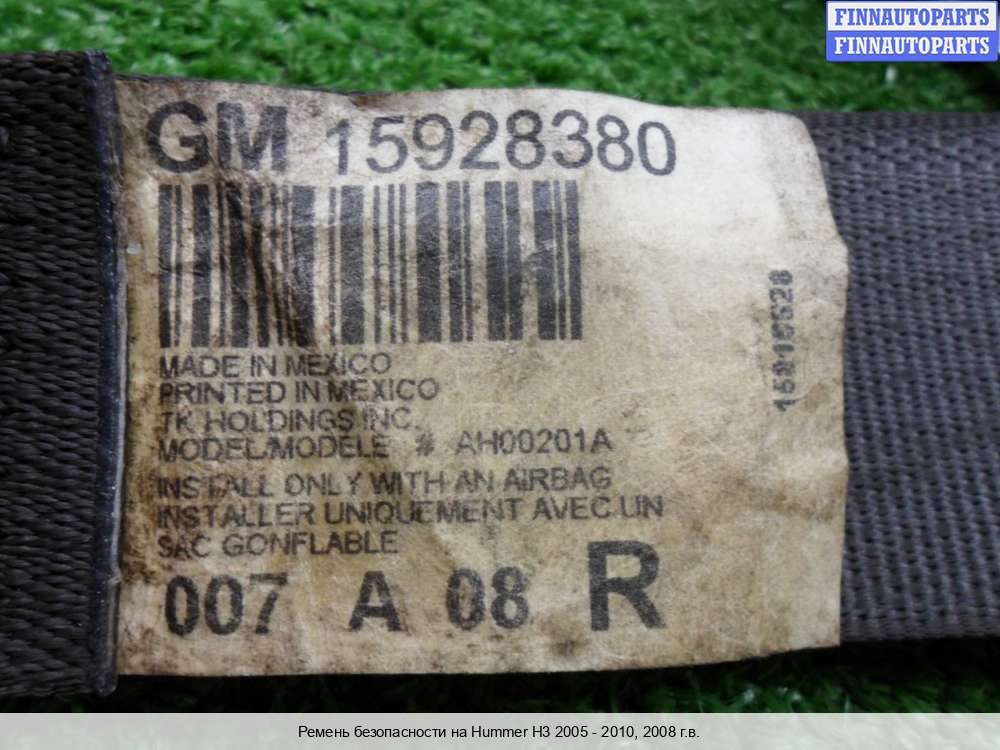 FINNAUTOPARTS
FINNAUTOPARTS
GM 15928380
MADE IN MEXICO
PRINTED IN MEXICO
TK HOLDINGS INC.
MODEL/MODELE # AH00201A
INSTALL ONLY WITH AN AIRBAG
INSTALLER UNIQUEMENT AVEC UN
SAC GONFLABLE
007 A 08 R
Ремень безопасности на Hummer H3 2005 - 2010, 2008 г.в.